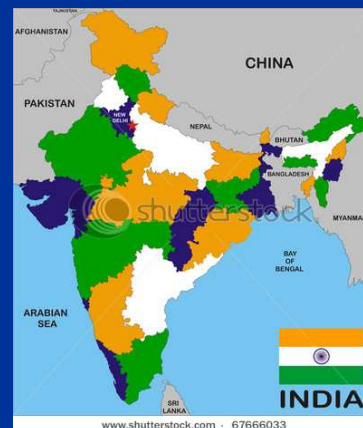 TAJIKISTAN
AFGHANISTAN
CHINA
PAKISTAN
NEW
DELHI
NEPAL
BHUTAN
BANGLADESH
shutterstock
MYANMAR
BAY
OF
BENGAL
ARABIAN
SEA
INDIA
SRI
LANKA
www.shutterstock.com · 67666033